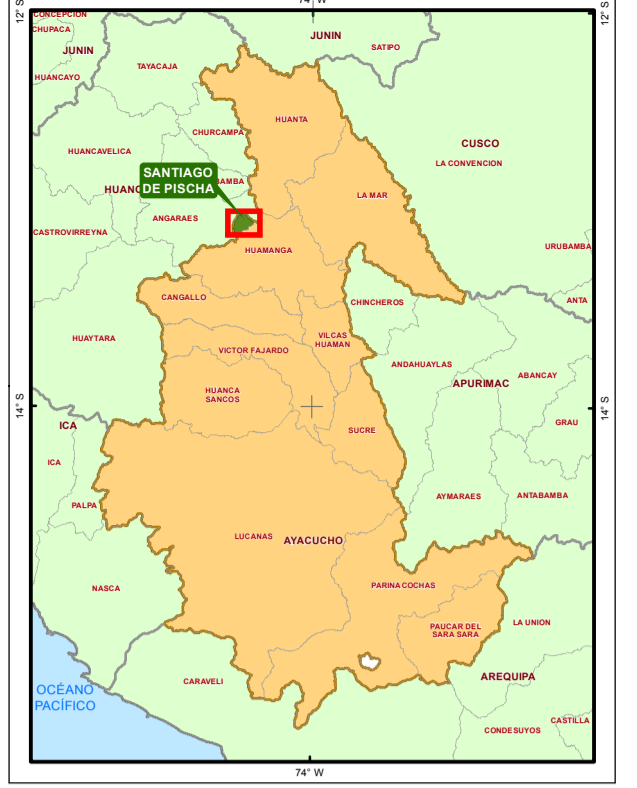 74° W
12° S
12° S
CONCEPCION
CHUPACA
JUNIN
JUNIN
SATIPO
TAYACAJA
HUANCAYO
HUANTA
CHURCAMPA
CUSCO
HUANCAVELICA
LA CONVENCION
SANTIAGO
DE PISCHA
BAMBA
HUANC
LA MAR
ANGARAES
CASTROVIRREYNA
HUAMANGA
URUBAMBA
CANGALLO
CHINCHEROS
ANTA
HUAYTARA
VILCAS
HUAMAN
VICTOR FAJARDO
ANDAHUAYLAS
ABANCAY
APURIMAC
HUANCA
SANCOS
14° S
14° S
ICA
SUCRE
GRAU
ICA
PALPA
AYMARAES
ANTABAMBA
LUCANAS
AYACUCHO
NASCA
PARINACOCHAS
PAUCAR DEL
SARA SARA
LA UNION
CARAVELI
AREQUIPA
OCÉANO
PACÍFICO
CASTILLA
CONDESUYOS
74° W